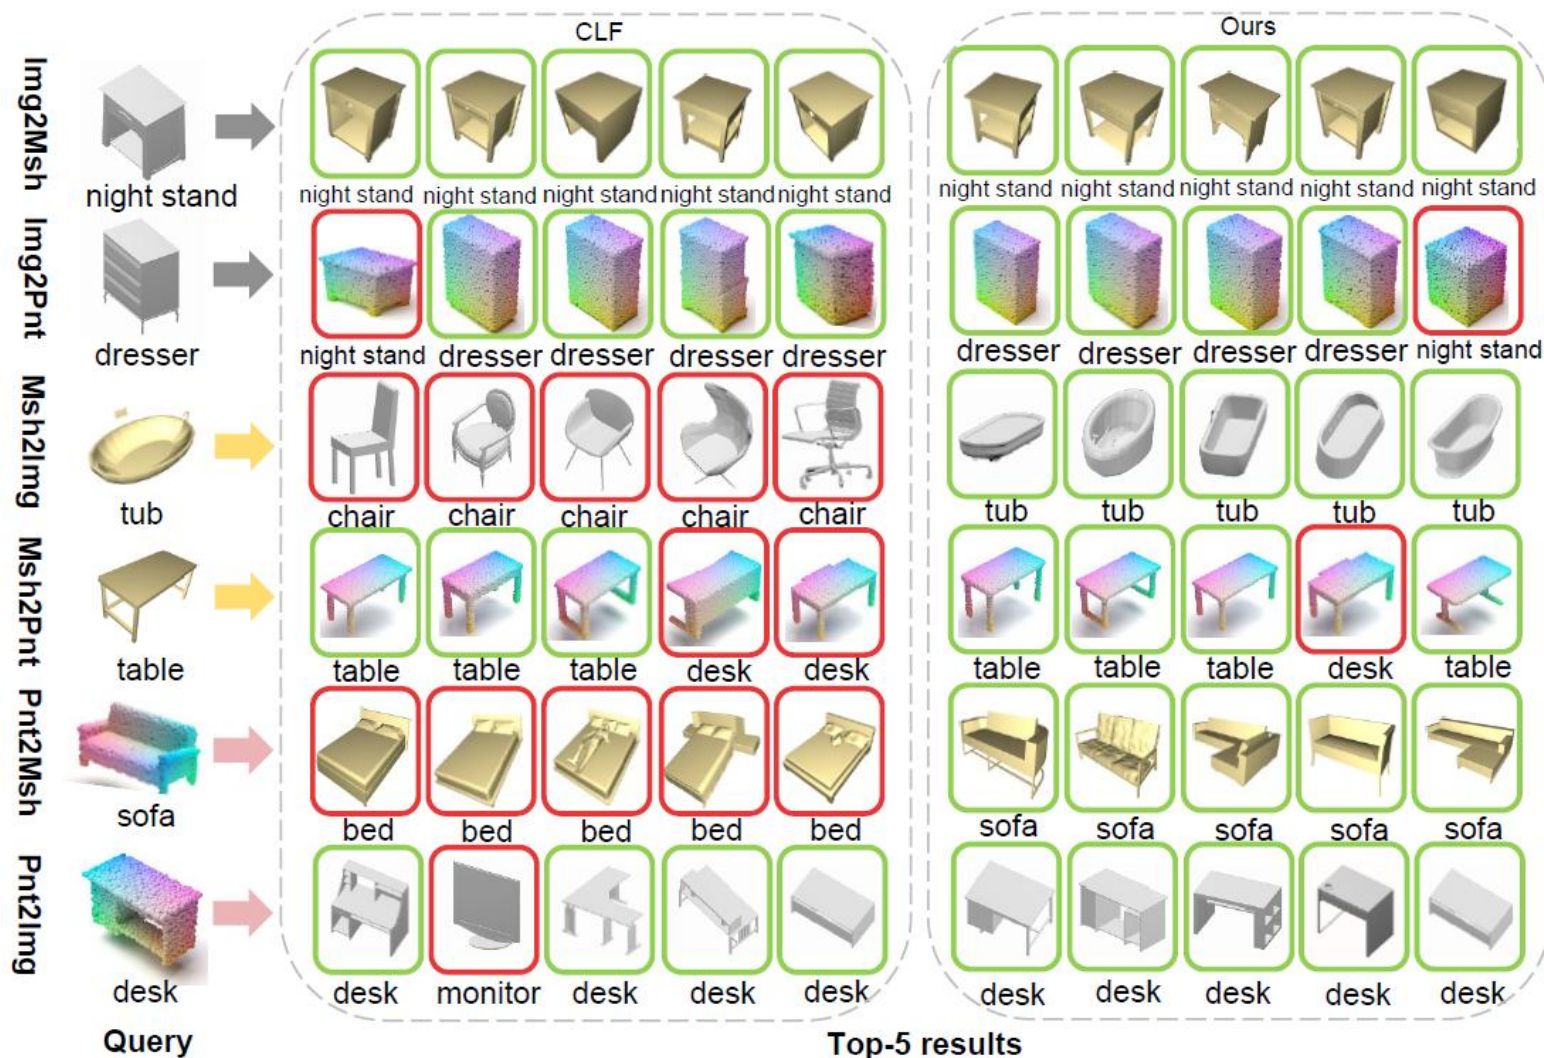 CLF
Ours
Img2Msh
night stand
night stand night stand night stand night stand night stand
night stand night stand night stand night stand night stand
Img2Pnt
dresser
night stand dresser dresser dresser dresser
dresser dresser dresser dresser night stand
Msh2Img
tub
chair chair chair chair chair
tub tub tub tub tub
Msh2Pnt
table
table table table desk desk
table table table desk table
Pnt2Msh
sofa
bed bed bed bed bed
sofa sofa sofa sofa sofa
Pnt2Img
desk
desk monitor desk desk desk
desk desk desk desk desk
Query
Top-5 results